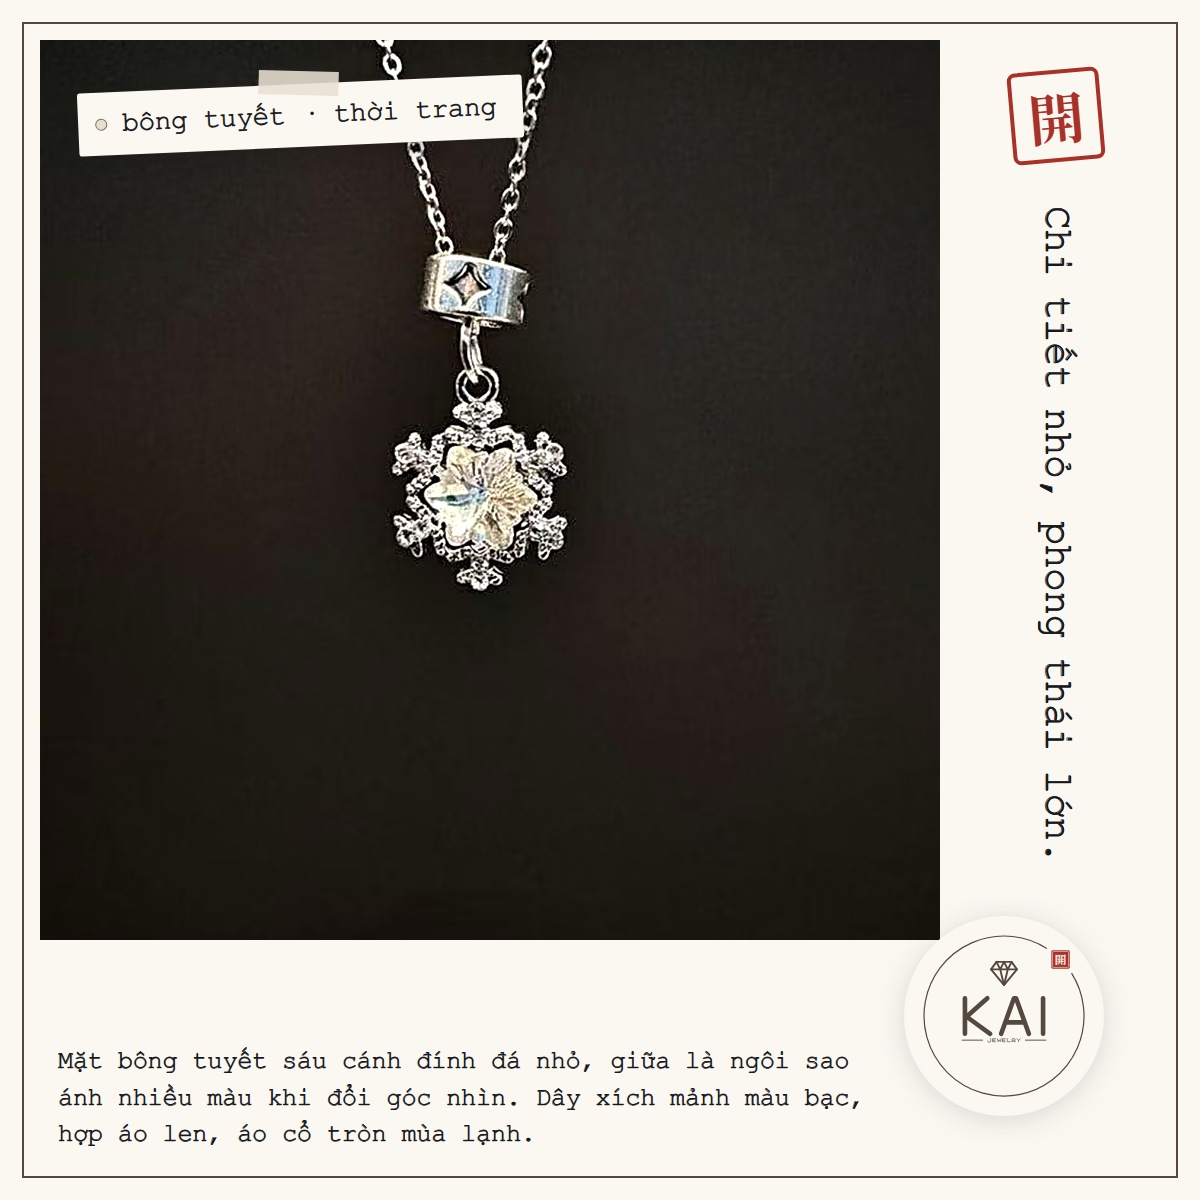 bông tuyết · thời trang
開
Chi tiết nhỏ, phong thái lớn.
開
KAI
JEWELRY
Mặt bông tuyết sáu cánh đính đá nhỏ, giữa là ngôi sao
ánh nhiều màu khi đổi góc nhìn. Dây xích mảnh màu bạc,
hợp áo len, áo cổ tròn mùa lạnh.